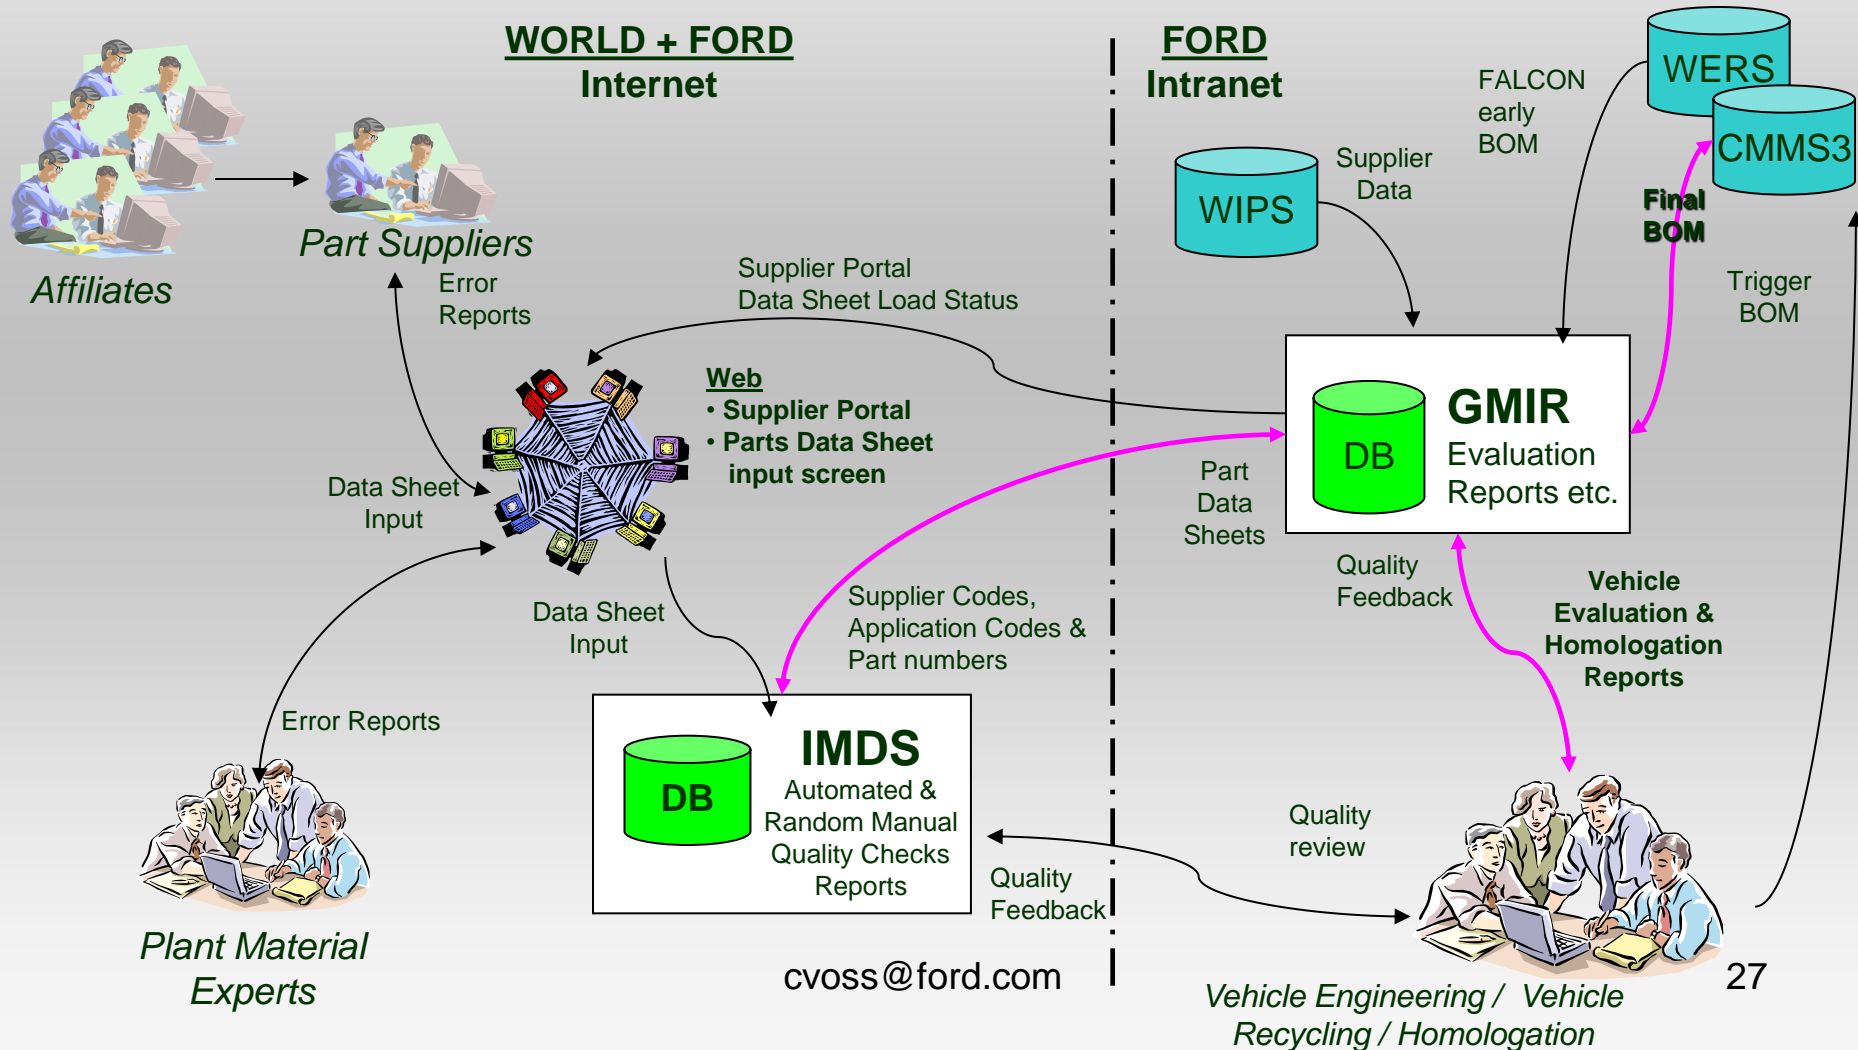 WORLD + FORD
Internet
FORD
Intranet
WERS
CMMS3
FALCON
early
BOM
WIPS
Supplier
Data
Final
BOM
Trigger
BOM
Affiliates
Part Suppliers
Error
Reports
Supplier Portal
Data Sheet Load Status
Web
• Supplier Portal
• Parts Data Sheet
input screen
DB
GMIR
Evaluation
Reports etc.
Data Sheet
Input
Part
Data
Sheets
Quality
Feedback
Vehicle
Evaluation &
Homologation
Reports
Data Sheet
Input
Supplier Codes,
Application Codes &
Part numbers
Error Reports
DB
IMDS
Automated &
Random Manual
Quality Checks
Reports
Quality
Feedback
Quality
review
Plant Material
Experts
cvoss@ford.com
Vehicle Engineering / Vehicle
Recycling / Homologation
27